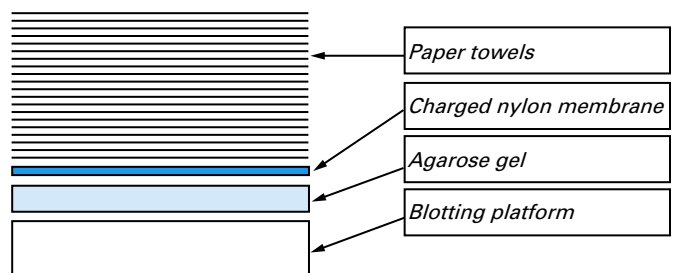 Paper towels
Charged nylon membrane
Agarose gel
Blotting platform